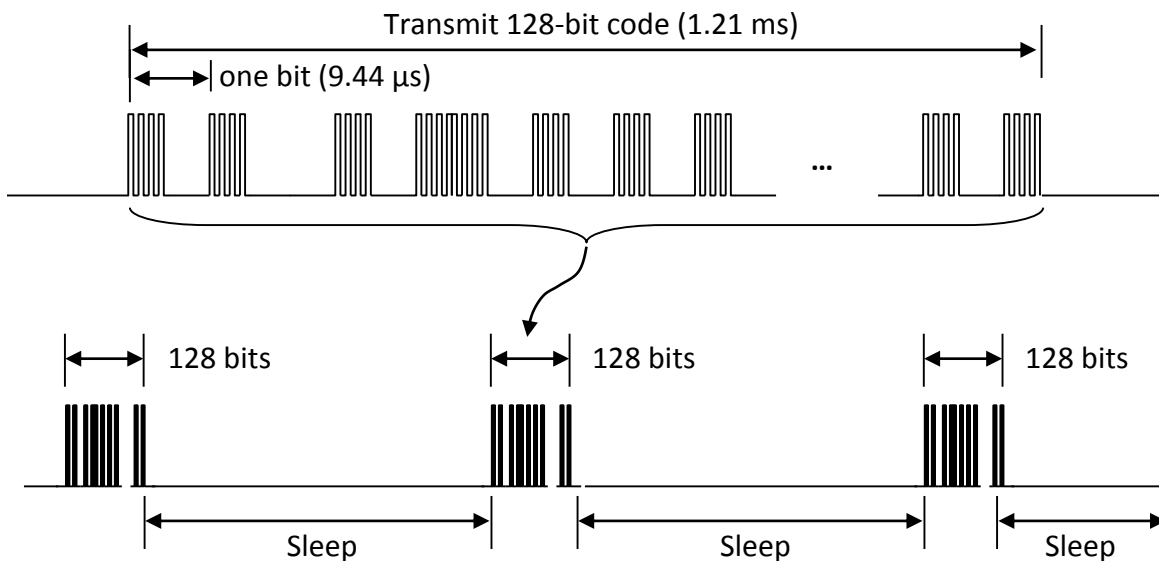 Transmit 128-bit code (1.21 ms)
one bit (9.44 µs)
...
128 bits
128 bits
128 bits
Sleep
Sleep
Sleep